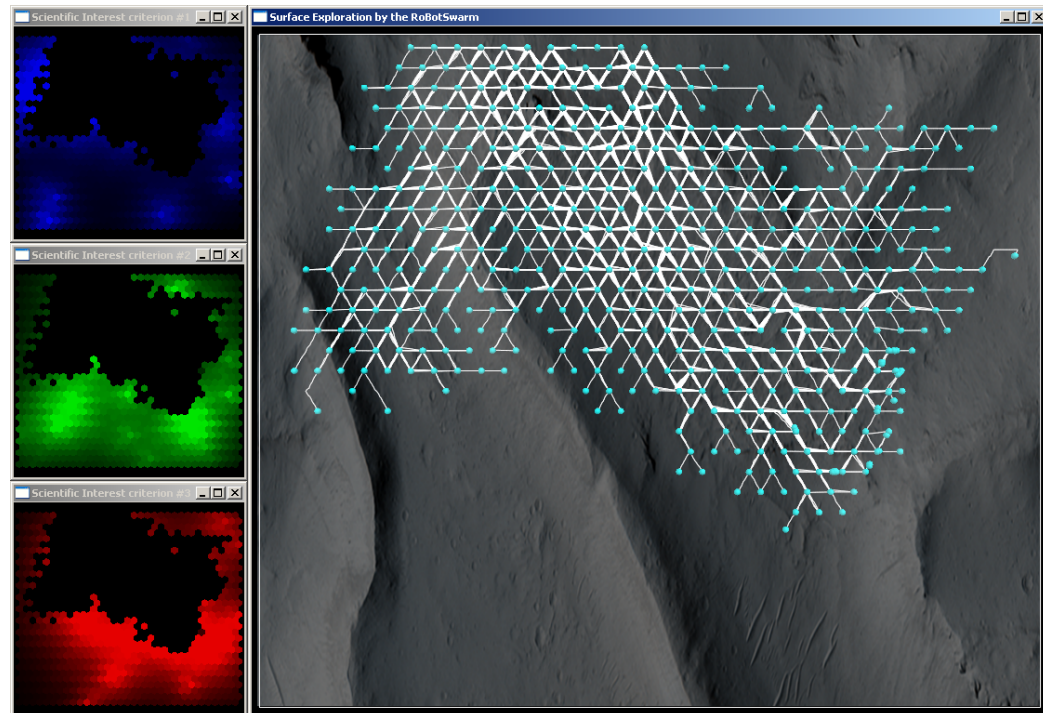 Scientific Interest criterion #1
Surface Exploration by the RoBotSwarm
Scientific Interest criterion #2
Scientific Interest criterion #3